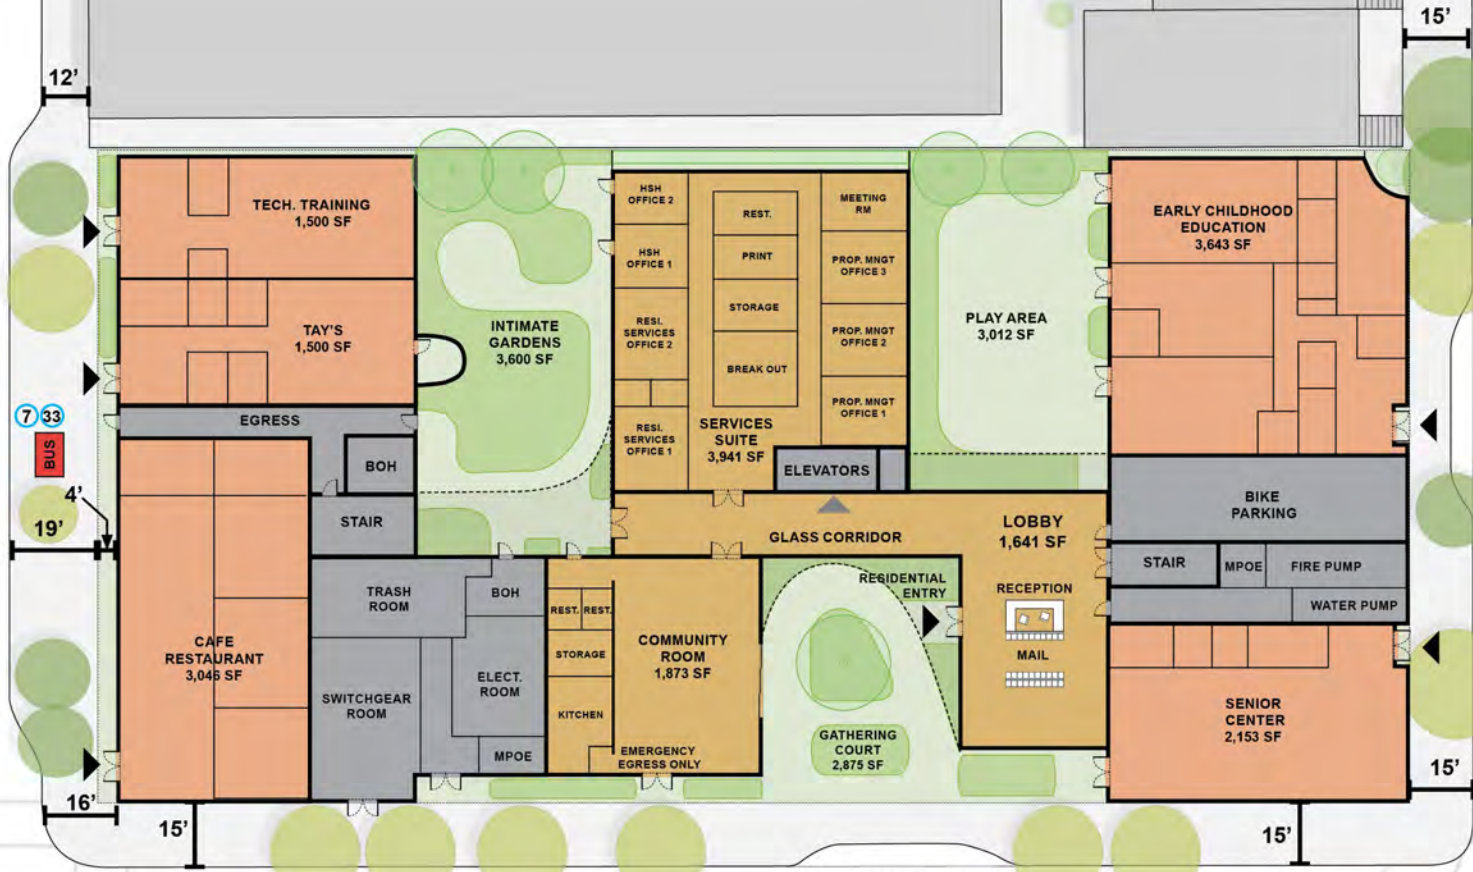 15’
12’
TECH. TRAINING
1,500 SF
TAY'S
1,500 SF
INTIMATE
GARDENS
3,600 SF
HSH
OFFICE 2
HSH
OFFICE 1
RESI.
SERVICES
OFFICE 2
RESI.
SERVICES
OFFICE 1
REST.
PRINT
STORAGE
BREAK OUT
SERVICES
SUITE
3,941 SF
MEETING
RM
PROP. MNGT
OFFICE 3
PROP. MNGT
OFFICE 2
PROP. MNGT
OFFICE 1
ELEVATORS
PLAY AREA
3,012 SF
EARLY CHILDHOOD
EDUCATION
3,643 SF
7
33
BUS
4’
19’
EGRESS
BOH
STAIR
GLASS CORRIDOR
LOBBY
1,641 SF
BIKE
PARKING
STAIR
MPOE
FIRE PUMP
WATER PUMP
CAFE
RESTAURANT
3,046 SF
TRASH
ROOM
BOH
SWITCHGEAR
ROOM
ELECT.
ROOM
MPOE
REST.
REST.
STORAGE
KITCHEN
COMMUNITY
ROOM
1,873 SF
EMERGENCY
EGRESS ONLY
RESIDENTIAL
ENTRY
RECEPTION
MAIL
GATHERING
COURT
2,875 SF
SENIOR
CENTER
2,153 SF
16’
15’
15’
15’